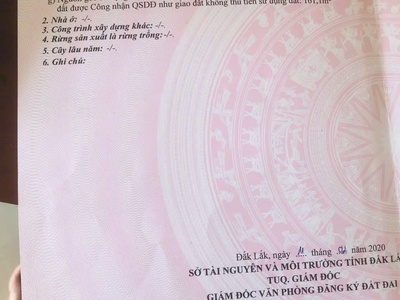 đất được Công nhận QSDĐ như giao đất không thu tiền sử dụng đất: 161,1m²
2. Nhà ở: -/-.
3. Công trình xây dựng khác: -/-.
4. Rừng sản xuất là rừng trồng: -/-.
5. Cây lâu năm: -/-.
6. Ghi chú:
Đắk Lắk, ngày tháng năm 2020
SỞ TÀI NGUYÊN VÀ MÔI TRƯỜNG TỈNH ĐẮK LẮ
TUQ. GIÁM ĐỐC
GIÁM ĐỐC VĂN PHÒNG ĐĂNG KÝ ĐẤT ĐAI